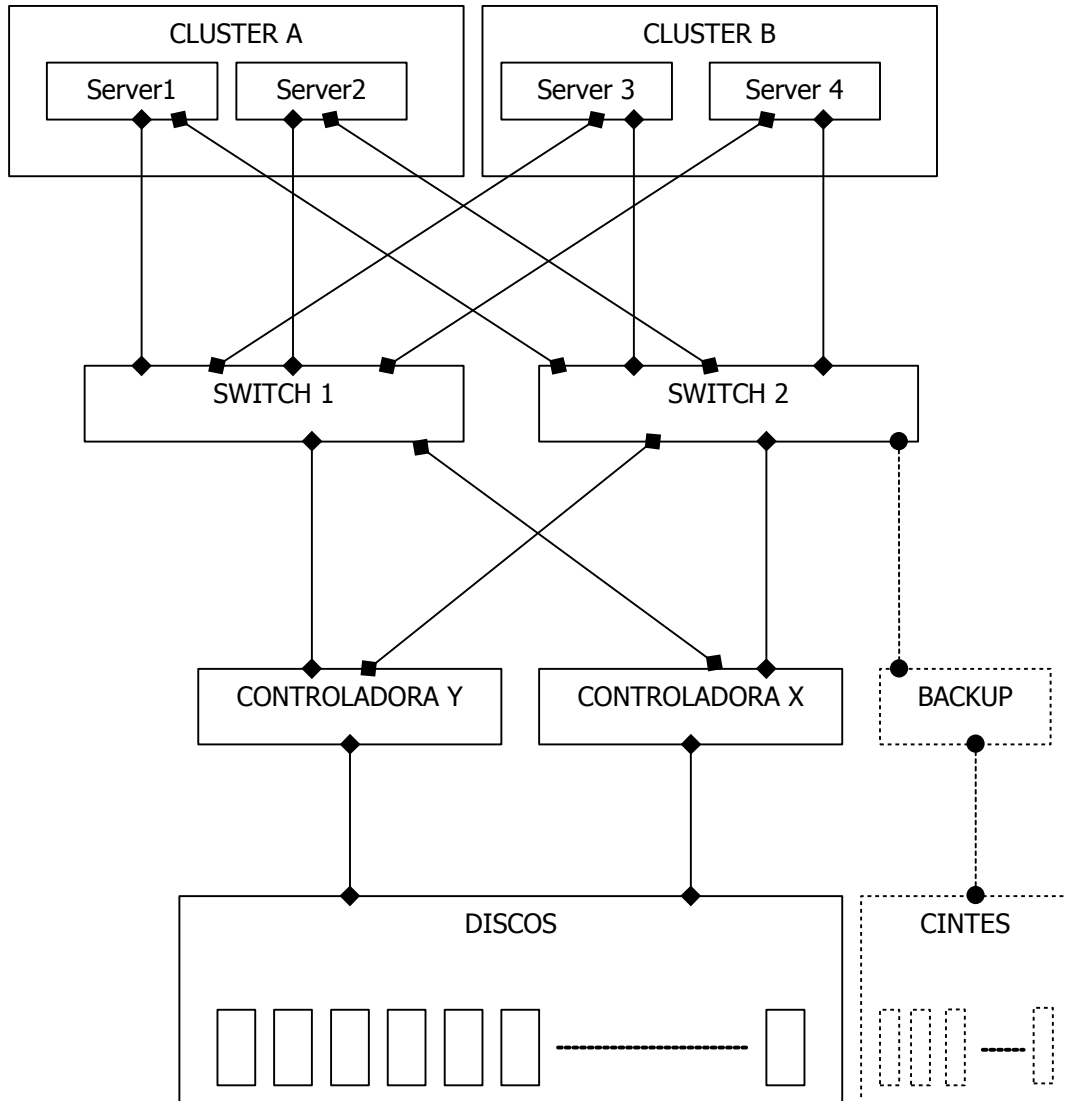 CLUSTER A
CLUSTER B
Server1
Server2
Server 3
Server 4
SWITCH 1
SWITCH 2
CONTROLADORA Y
CONTROLADORA X
BACKUP
DISCOS
CINTES